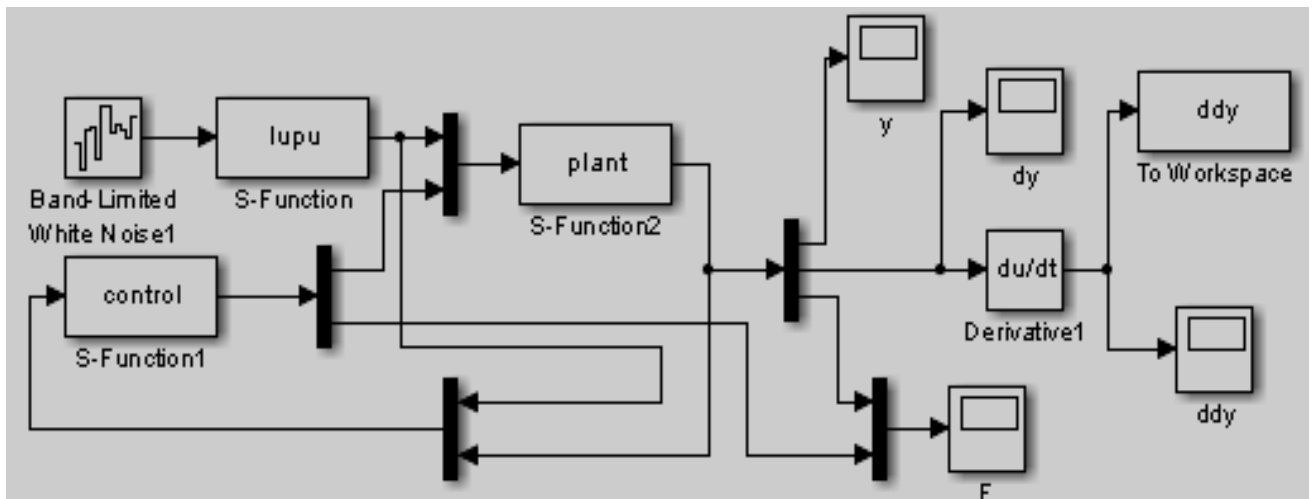 y
dy
ddy
To Workspace
lupu
S-Function
Band-Limited
White Noise1
plant
S-Function2
control
S-Function1
du/dt
Derivative1
ddy